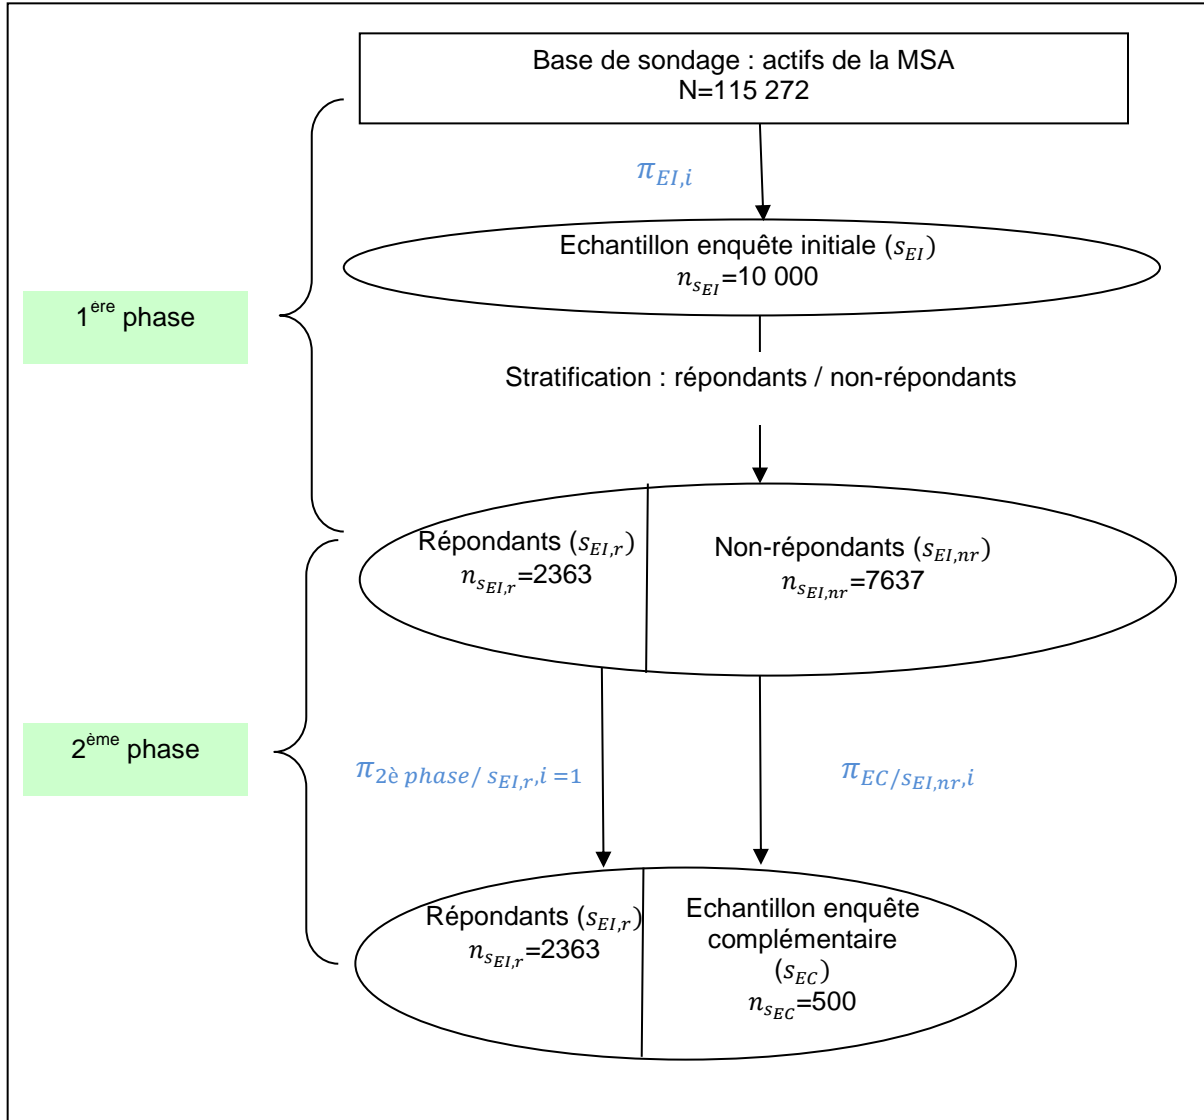 Base de sondage : actifs de la MSA
N=115 272
π_{EI,i}
Echantillon enquête initiale (s_{EI})
n_{s_{EI}}=10 000
1^{ère} phase
Stratification : répondants / non-répondants
Répondants (s_{EI,r})
n_{s_{EI,r}}=2363
Non-répondants (s_{EI,nr})
n_{s_{EI,nr}}=7637
2^{ème} phase
π_{2è phase/ s_{EI,r},i =1}
π_{EC/s_{EI,nr},i}
Répondants (s_{EI,r})
n_{s_{EI,r}}=2363
Echantillon enquête
complémentaire
(s_{EC})
n_{s_{EC}}=500